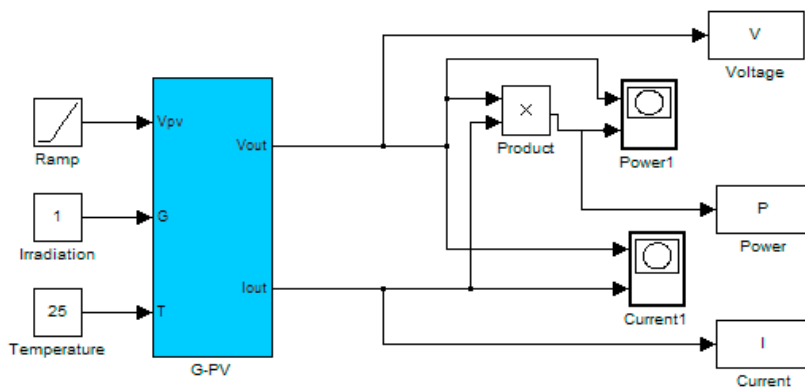 V
Voltage
Vpv
Ramp
Vout
×
Product
Power1
1
G
Irradiation
P
Power
25
T
Temperature
Iout
G-PV
Current1
I
Current